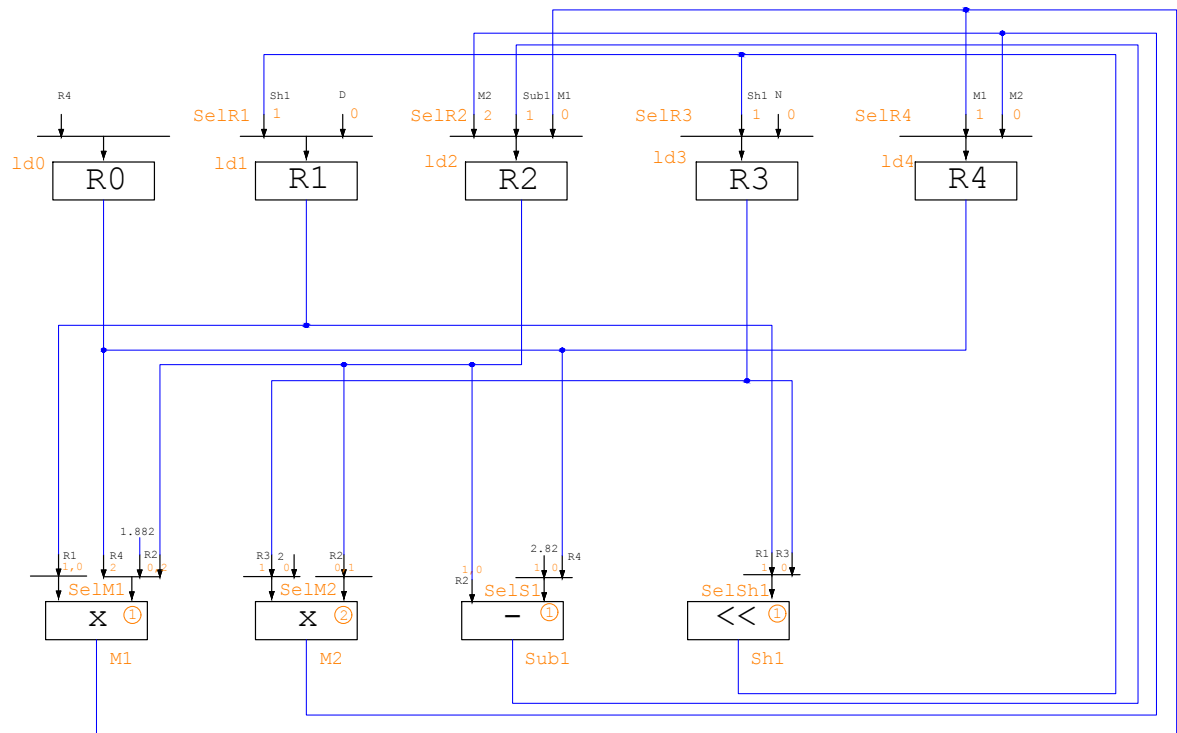 R4 Sh1 D M2 Sub1 M1 Sh1 N M1 M2
SelR1 1 0 SelR2 2 1 0 SelR3 1 0 SelR4 1 0
ld0 ld1 ld2 ld3 ld4
R0 R1 R2 R3 R4
1.882 2.82
R1 R4 R2 R3 2 R2 R4 R1 R3
1,0 2 0,2 1 0 0,1 1,0 R2 1 0 1 0
SelM1 SelM2 SelS1 SelSh1
x 1 x 2 - 1 << 1
M1 M2 Sub1 Sh1